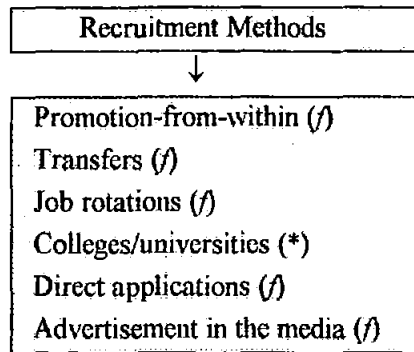 Recruitment Methods
↓
Promotion-from-within (f)
Transfers (f)
Job rotations (f)
Colleges/universities (*)
Direct applications (f)
Advertisement in the media (f)